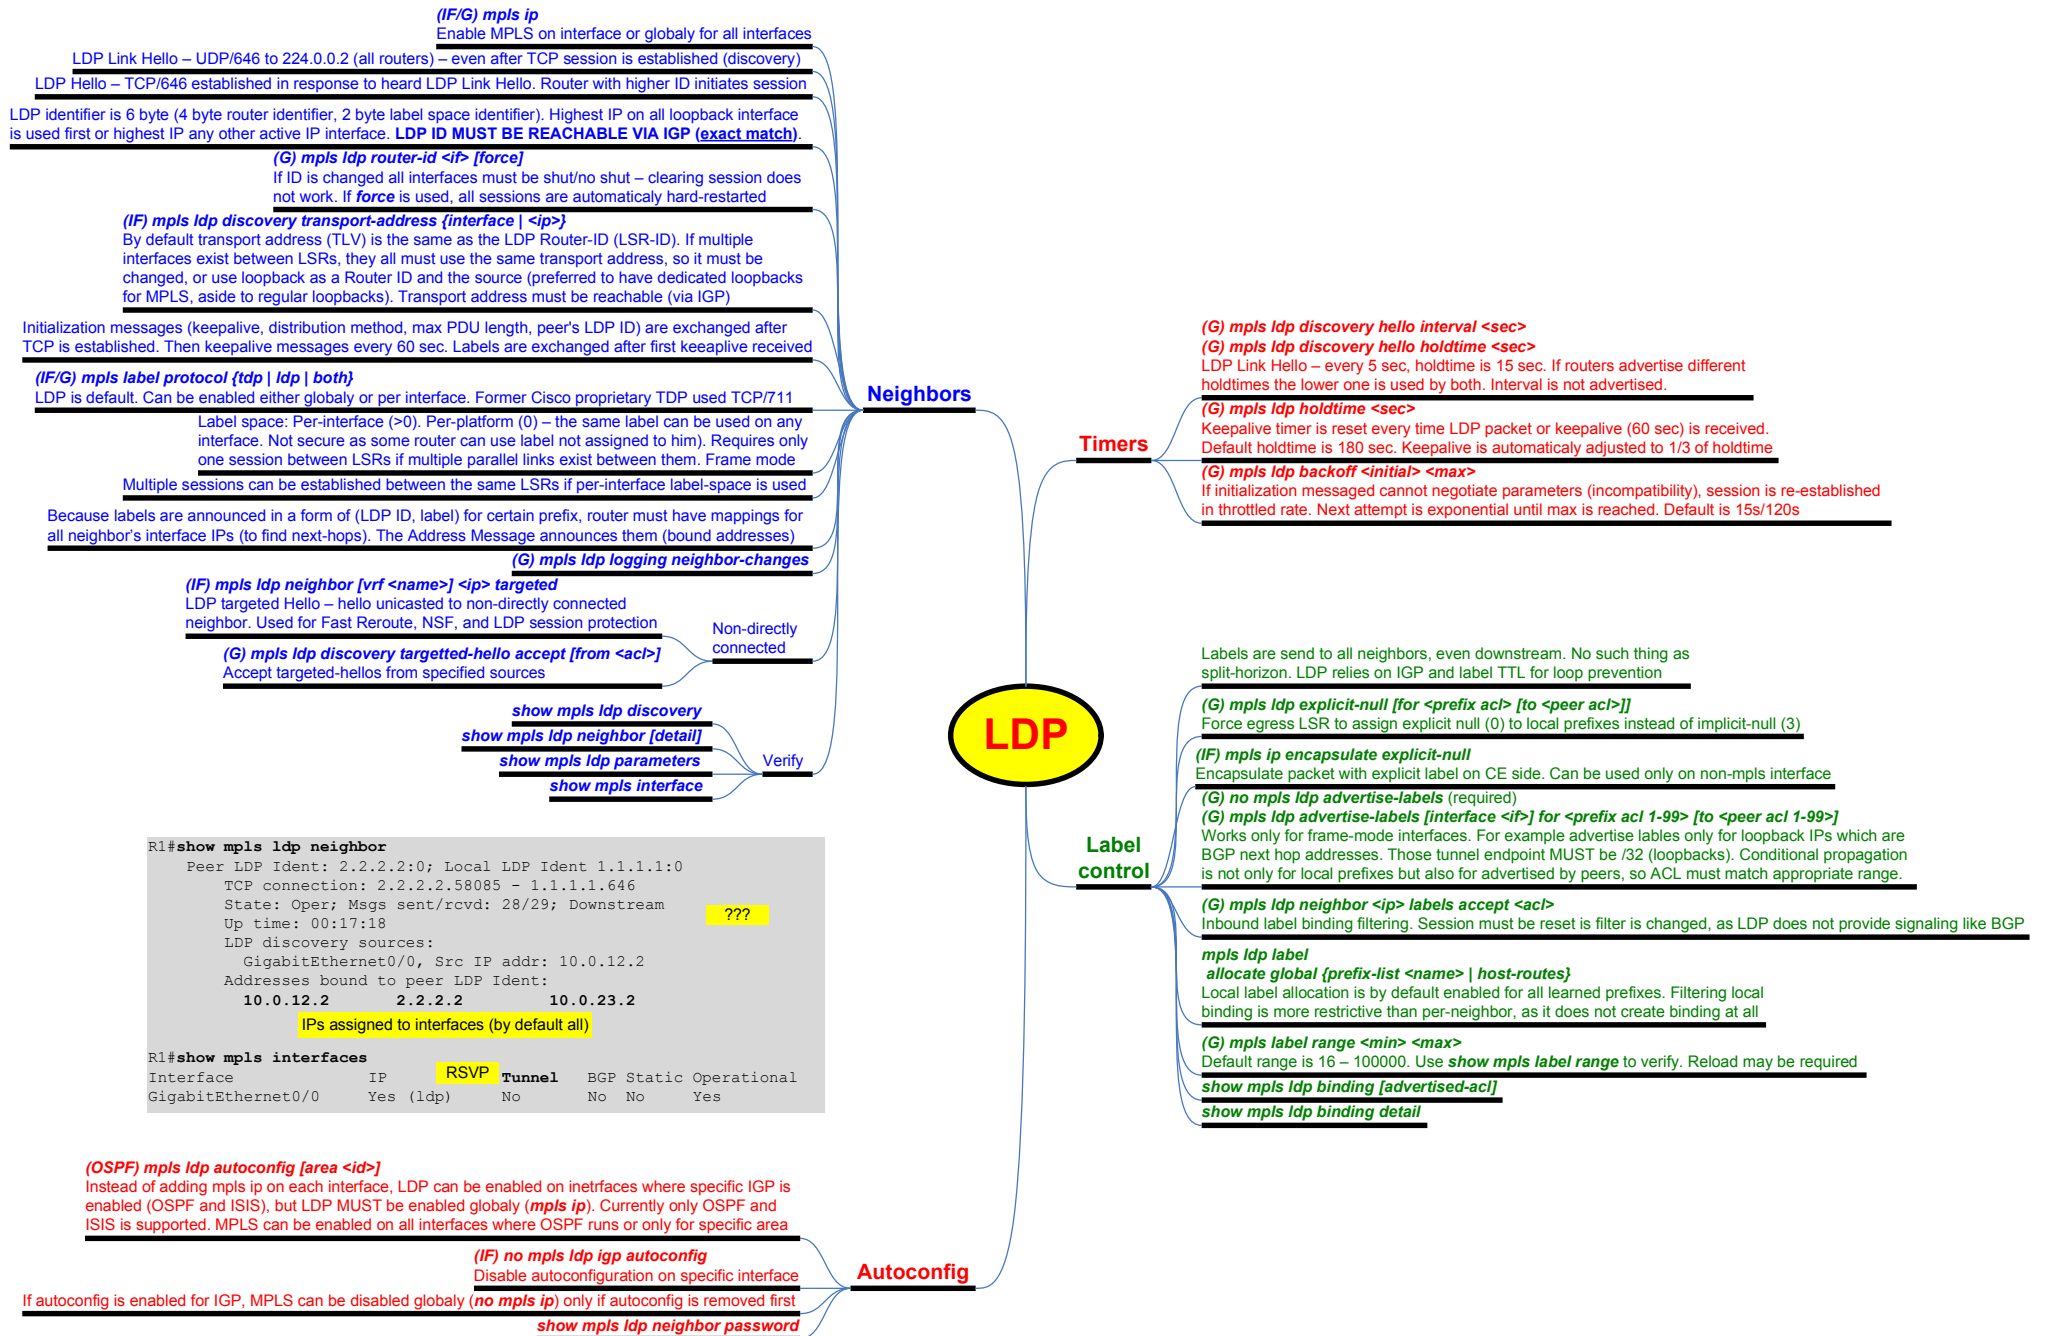 (IF/G) mpls ip
Enable MPLS on interface or globaly for all interfaces
LDP Link Hello – UDP/646 to 224.0.0.2 (all routers) – even after TCP session is established (discovery)
LDP Hello – TCP/646 established in response to heard LDP Link Hello. Router with higher ID initiates session
LDP identifier is 6 byte (4 byte router identifier, 2 byte label space identifier). Highest IP on all loopback interface
is used first or highest IP any other active IP interface. LDP ID MUST BE REACHABLE VIA IGP (exact match).
(G) mpls ldp router-id <if> [force]
If ID is changed all interfaces must be shut/no shut – clearing session does
not work. If force is used, all sessions are automaticaly hard-restarted
(IF) mpls ldp discovery transport-address {interface | <ip>}
By default transport address (TLV) is the same as the LDP Router-ID (LSR-ID). If multiple
interfaces exist between LSRs, they all must use the same transport address, so it must be
changed, or use loopback as a Router ID and the source (preferred to have dedicated loopbacks
for MPLS, aside to regular loopbacks). Transport address must be reachable (via IGP)
Initialization messages (keepalive, distribution method, max PDU length, peer's LDP ID) are exchanged after
TCP is established. Then keepalive messages every 60 sec. Labels are exchanged after first keeaplive received
(IF/G) mpls label protocol {tdp | ldp | both}
LDP is default. Can be enabled either globaly or per interface. Former Cisco proprietary TDP used TCP/711
Label space: Per-interface (>0). Per-platform (0) – the same label can be used on any
interface. Not secure as some router can use label not assigned to him). Requires only
one session between LSRs if multiple parallel links exist between them. Frame mode
Multiple sessions can be established between the same LSRs if per-interface label-space is used
Because labels are announced in a form of (LDP ID, label) for certain prefix, router must have mappings for
all neighbor's interface IPs (to find next-hops). The Address Message announces them (bound addresses)
(G) mpls ldp logging neighbor-changes
(IF) mpls ldp neighbor [vrf <name>] <ip> targeted
LDP targeted Hello – hello unicasted to non-directly connected
neighbor. Used for Fast Reroute, NSF, and LDP session protection
(G) mpls ldp discovery targetted-hello accept [from <acl>]
Accept targeted-hellos from specified sources
Non-directly
connected
show mpls ldp discovery
show mpls ldp neighbor [detail]
show mpls ldp parameters
show mpls interface
Verify
Neighbors
R1#show mpls ldp neighbor
Peer LDP Ident: 2.2.2.2:0; Local LDP Ident 1.1.1.1:0
TCP connection: 2.2.2.2.58085 - 1.1.1.1.646
State: Oper; Msgs sent/rcvd: 28/29; Downstream
???
Up time: 00:17:18
LDP discovery sources:
GigabitEthernet0/0, Src IP addr: 10.0.12.2
Addresses bound to peer LDP Ident:
10.0.12.2 2.2.2.2 10.0.23.2
IPs assigned to interfaces (by default all)
R1#show mpls interfaces
RSVP
Interface IP Tunnel BGP Static Operational
GigabitEthernet0/0 Yes (ldp) No No No Yes
(OSPF) mpls ldp autoconfig [area <id>]
Instead of adding mpls ip on each interface, LDP can be enabled on inetrfaces where specific IGP is
enabled (OSPF and ISIS), but LDP MUST be enabled globaly (mpls ip). Currently only OSPF and
ISIS is supported. MPLS can be enabled on all interfaces where OSPF runs or only for specific area
(IF) no mpls ldp igp autoconfig
Disable autoconfiguration on specific interface
If autoconfig is enabled for IGP, MPLS can be disabled globaly (no mpls ip) only if autoconfig is removed first
show mpls ldp neighbor password
Autoconfig
LDP
Timers
(G) mpls ldp discovery hello interval <sec>
(G) mpls ldp discovery hello holdtime <sec>
LDP Link Hello – every 5 sec, holdtime is 15 sec. If routers advertise different
holdtimes the lower one is used by both. Interval is not advertised.
(G) mpls ldp holdtime <sec>
Keepalive timer is reset every time LDP packet or keepalive (60 sec) is received.
Default holdtime is 180 sec. Keepalive is automaticaly adjusted to 1/3 of holdtime
(G) mpls ldp backoff <initial> <max>
If initialization messaged cannot negotiate parameters (incompatibility), session is re-established
in throttled rate. Next attempt is exponential until max is reached. Default is 15s/120s
Label
control
Labels are send to all neighbors, even downstream. No such thing as
split-horizon. LDP relies on IGP and label TTL for loop prevention
(G) mpls ldp explicit-null [for <prefix acl> [to <peer acl>]]
Force egress LSR to assign explicit null (0) to local prefixes instead of implicit-null (3)
(IF) mpls ip encapsulate explicit-null
Encapsulate packet with explicit label on CE side. Can be used only on non-mpls interface
(G) no mpls ldp advertise-labels (required)
(G) mpls ldp advertise-labels [interface <if>] for <prefix acl 1-99> [to <peer acl 1-99>]
Works only for frame-mode interfaces. For example advertise lables only for loopback IPs which are
BGP next hop addresses. Those tunnel endpoint MUST be /32 (loopbacks). Conditional propagation
is not only for local prefixes but also for advertised by peers, so ACL must match appropriate range.
(G) mpls ldp neighbor <ip> labels accept <acl>
Inbound label binding filtering. Session must be reset is filter is changed, as LDP does not provide signaling like BGP
mpls ldp label
allocate global {prefix-list <name> | host-routes}
Local label allocation is by default enabled for all learned prefixes. Filtering local
binding is more restrictive than per-neighbor, as it does not create binding at all
(G) mpls label range <min> <max>
Default range is 16 – 100000. Use show mpls label range to verify. Reload may be required
show mpls ldp binding [advertised-acl]
show mpls ldp binding detail